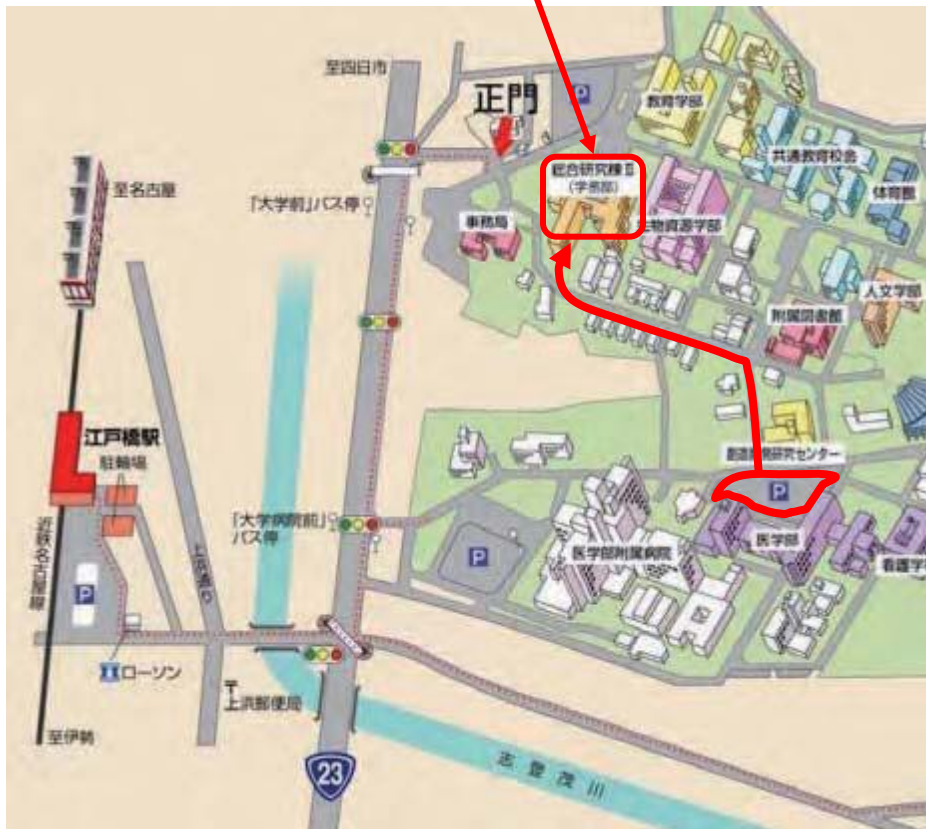 至四日市
正門
P
教育学部
共通教育校舎
体育館
総合研究棟Ⅱ
(学務部)
生物資源学部
至名古屋
「大学前」バス停
事務局
人文学部
附属図書館
江戸橋駅
駐輪場
P
「大学病院前」
バス停
P
医学部附属病院
医学部
近鉄名古屋
P
ローソン
上浜郵便局
至伊勢
23
志登茂川